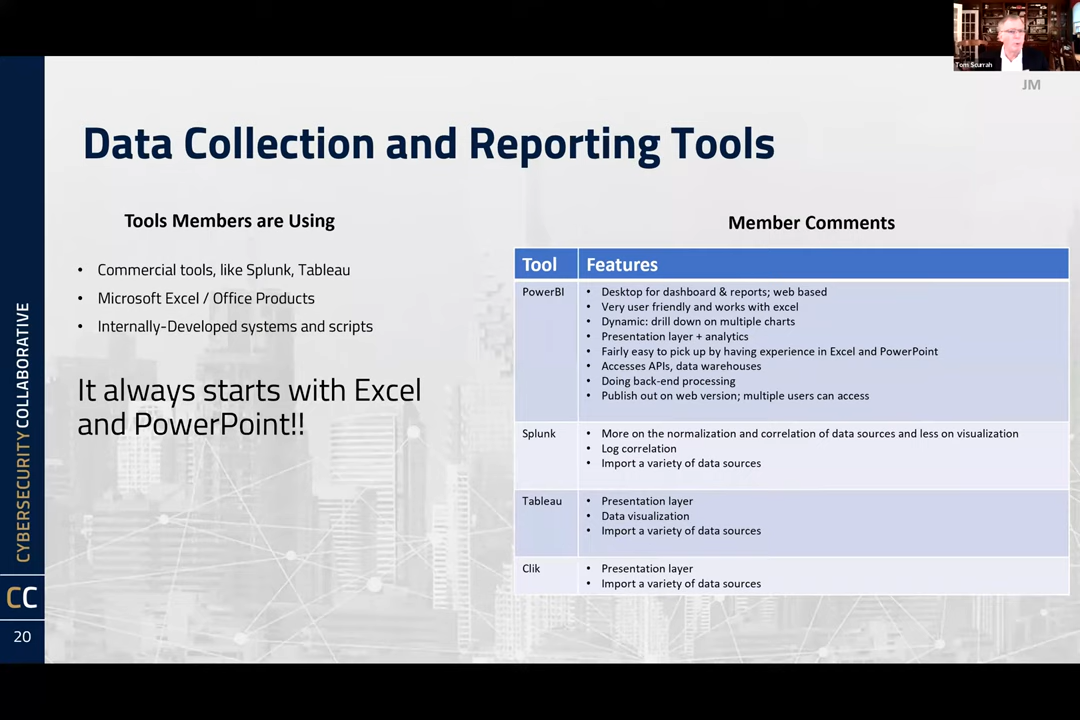 Tom Scurrah
JM
Data Collection and Reporting Tools
Tools Members are Using
• Commercial tools, like Splunk, Tableau
• Microsoft Excel / Office Products
• Internally-Developed systems and scripts
It always starts with Excel
and PowerPoint!!
Member Comments
Tool Features
PowerBI
• Desktop for dashboard & reports; web based
• Very user friendly and works with excel
• Dynamic: drill down on multiple charts
• Presentation layer + analytics
• Fairly easy to pick up by having experience in Excel and PowerPoint
• Accesses APIs, data warehouses
• Doing back-end processing
• Publish out on web version; multiple users can access
Splunk
• More on the normalization and correlation of data sources and less on visualization
• Log correlation
• Import a variety of data sources
Tableau
• Presentation layer
• Data visualization
• Import a variety of data sources
Clik
• Presentation layer
• Import a variety of data sources
CYBERSECURITY COLLABORATIVE
CC
20